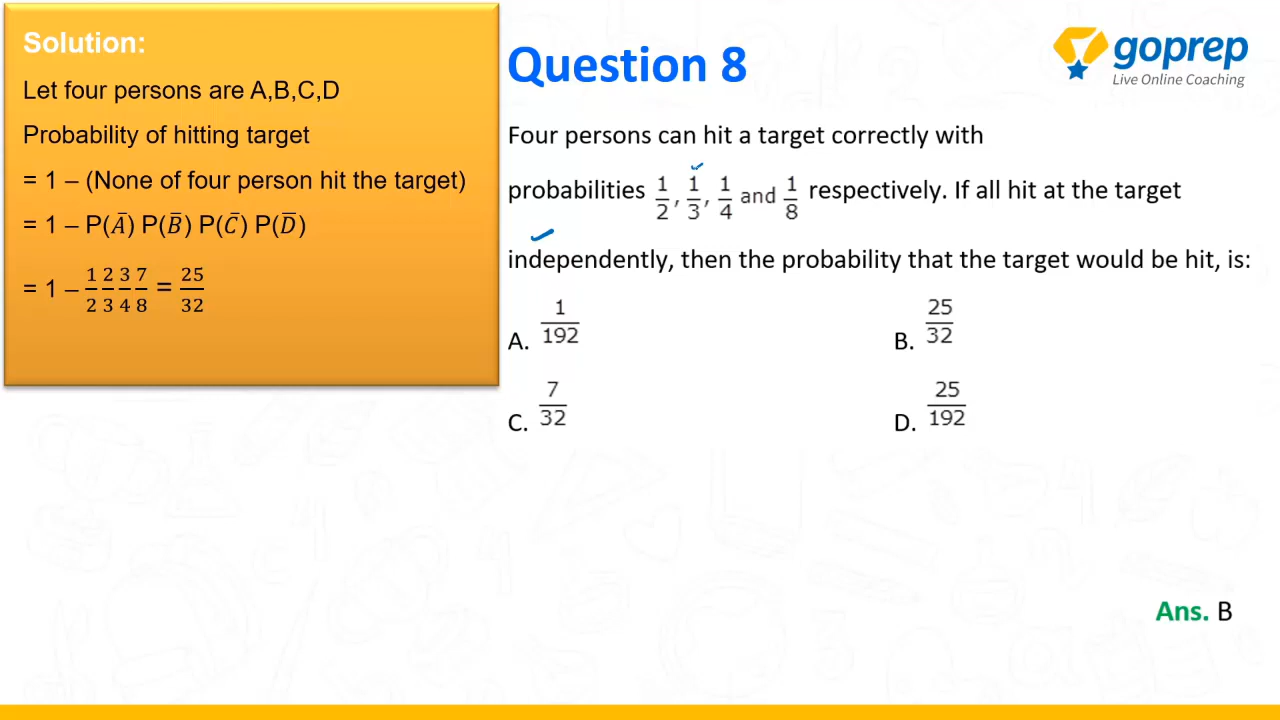 Solution:
Let four persons are A,B,C,D
Probability of hitting target
= 1 – (None of four person hit the target)
= 1 – P(A̅) P(B̅) P(C̅) P(D̅)
= 1 – 1/2 2/3 3/4 7/8 = 25/32
Question 8
goprep
Live Online Coaching
Four persons can hit a target correctly with
probabilities 1/2, 1/3, 1/4 and 1/8 respectively. If all hit at the target
independently, then the probability that the target would be hit, is:
A. 1/192
B. 25/32
C. 7/32
D. 25/192
Ans. B